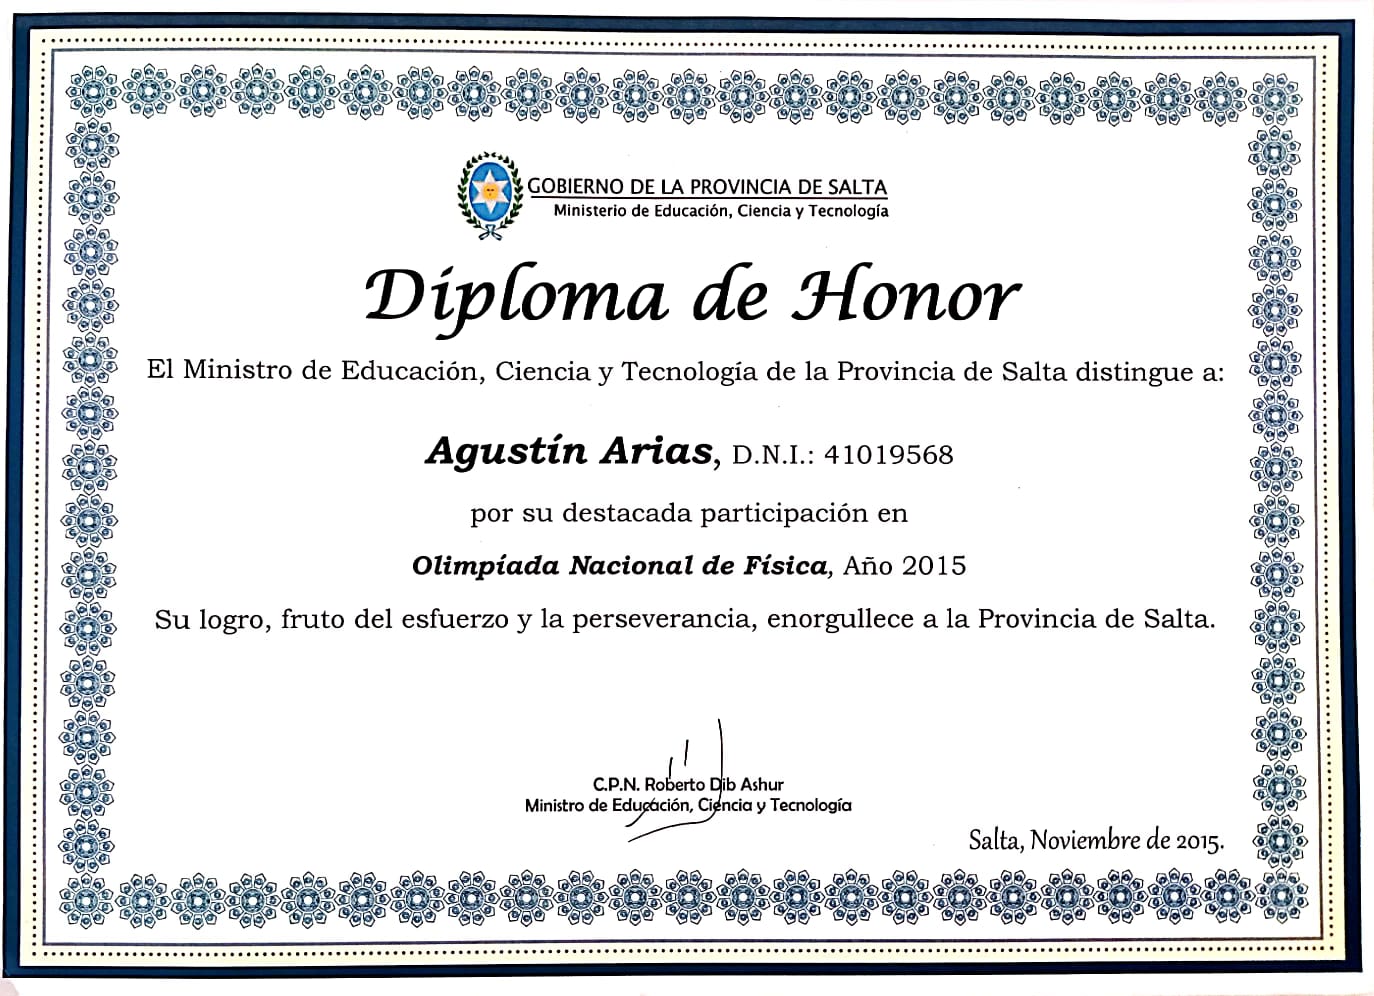 GOBIERNO DE LA PROVINCIA DE SALTA
Ministerio de Educación, Ciencia y Tecnología
Diploma de Honor
El Ministro de Educación, Ciencia y Tecnología de la Provincia de Salta distingue a:
Agustín Arias, D.N.I.: 41019568
por su destacada participación en
Olimpíada Nacional de Física, Año 2015
Su logro, fruto del esfuerzo y la perseverancia, enorgullece a la Provincia de Salta.
C.P.N. Roberto Dib Ashur
Ministro de Educación, Ciencia y Tecnología
Salta, Noviembre de 2015.